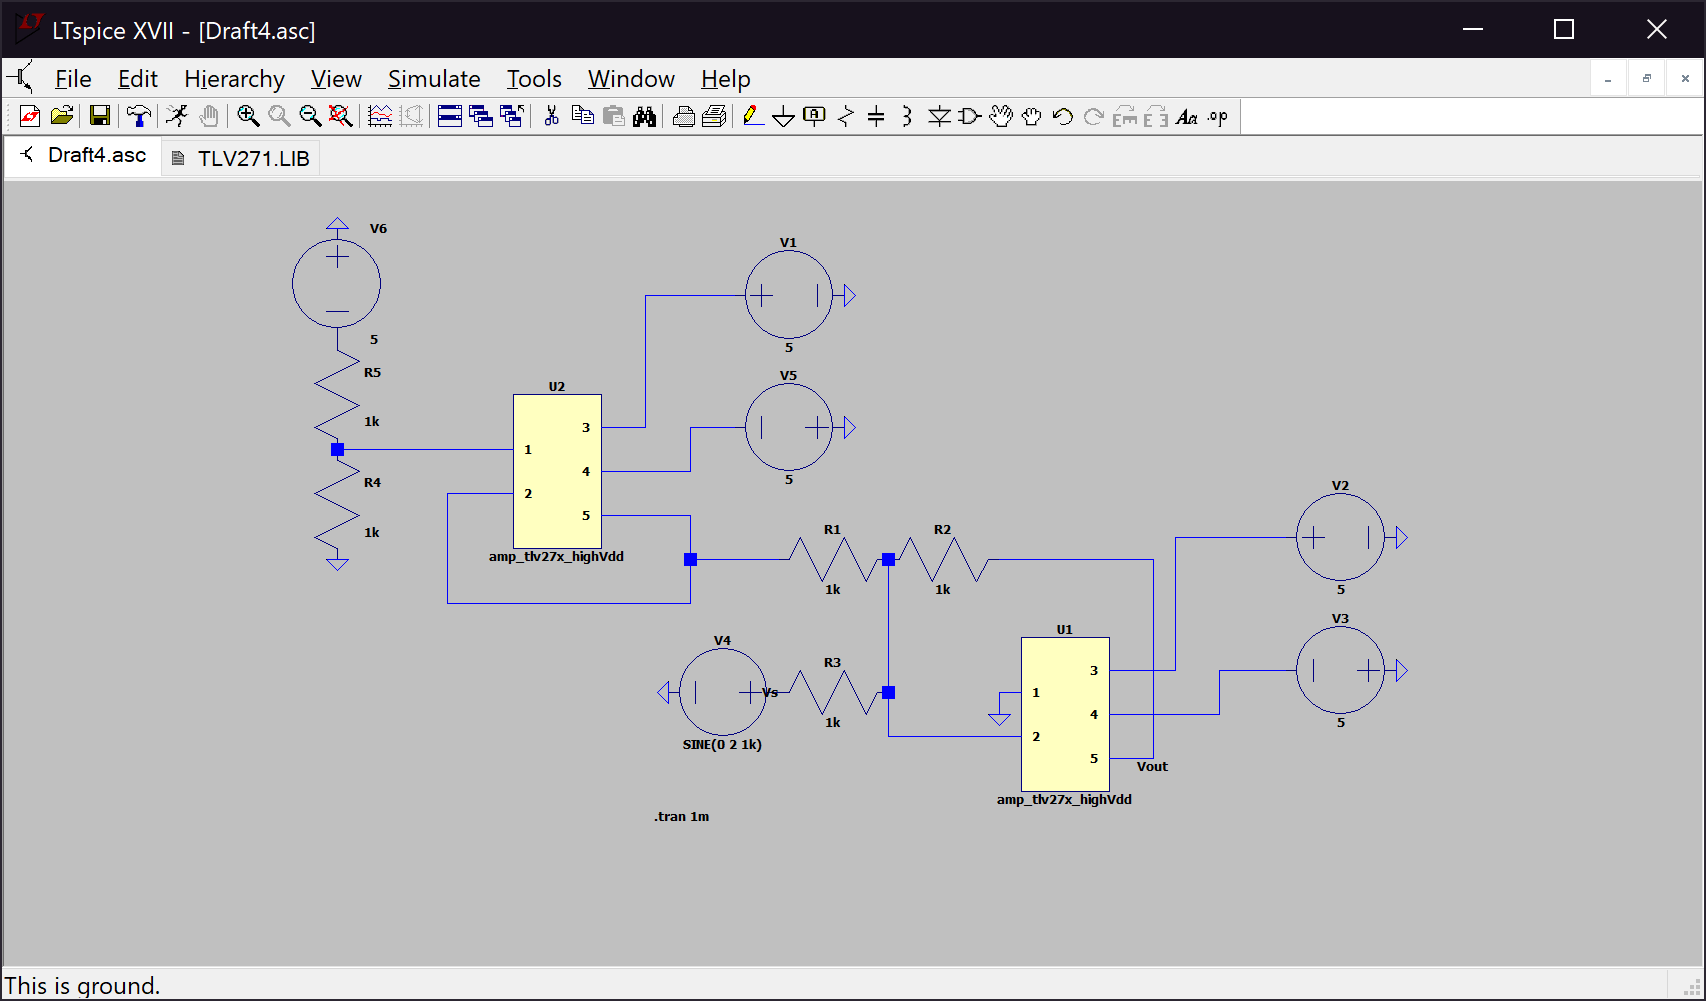 LTspice XVII - [Draft4.asc]
File Edit Hierarchy View Simulate Tools Window Help
Aa .op
Draft4.asc TLV271.LIB
V6
5
R5
1k
R4
1k
V1
5
V5
5
U2
1
2
3
4
5
amp_tlv27x_highVdd
R1
1k
R2
1k
V4
Vs
SINE(0 2 1k)
R3
1k
U1
1
2
3
4
5
amp_tlv27x_highVdd
Vout
V2
5
V3
5
.tran 1m
This is ground.